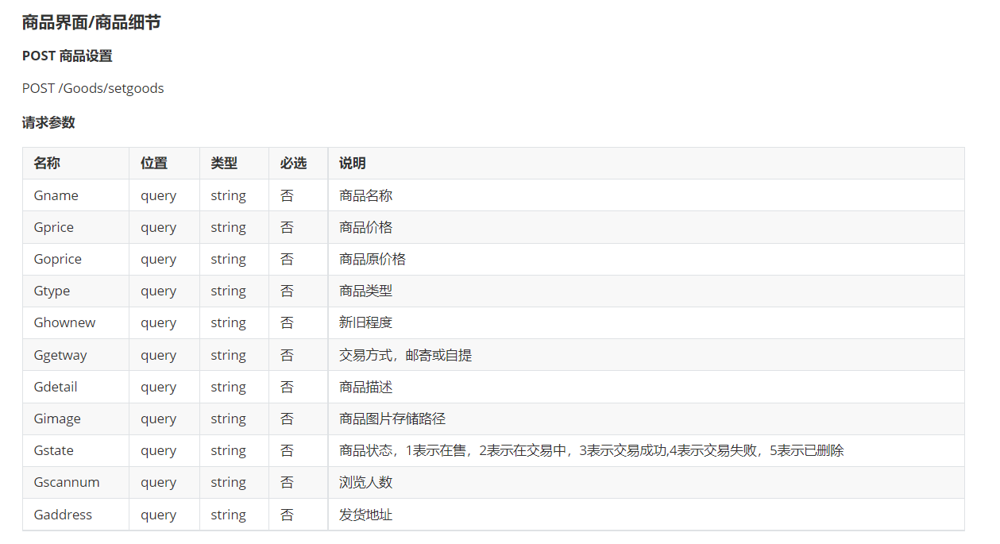 商品界面/商品细节
POST 商品设置
POST /Goods/setgoods
请求参数
名称 位置 类型 必选 说明
Gname query string 否 商品名称
Gprice query string 否 商品价格
Goprice query string 否 商品原价格
Gtype query string 否 商品类型
Ghownew query string 否 新旧程度
Ggetway query string 否 交易方式，邮寄或自提
Gdetail query string 否 商品描述
Gimage query string 否 商品图片存储路径
Gstate query string 否 商品状态，1表示在售，2表示在交易中，3表示交易成功,4表示交易失败，5表示已删除
Gscannum query string 否 浏览人数
Gaddress query string 否 发货地址